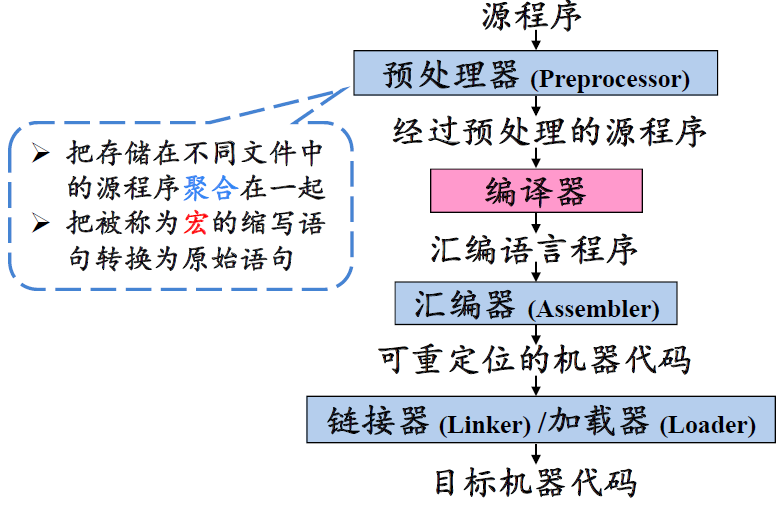 源程序
预处理器 (Preprocessor)
经过预处理的源程序
➢ 把存储在不同文件中
的源程序聚合在一起
➢ 把被称为宏的缩写语
句转换为原始语句
编译器
汇编语言程序
汇编器 (Assembler)
可重定位的机器代码
链接器 (Linker) /加载器 (Loader)
目标机器代码